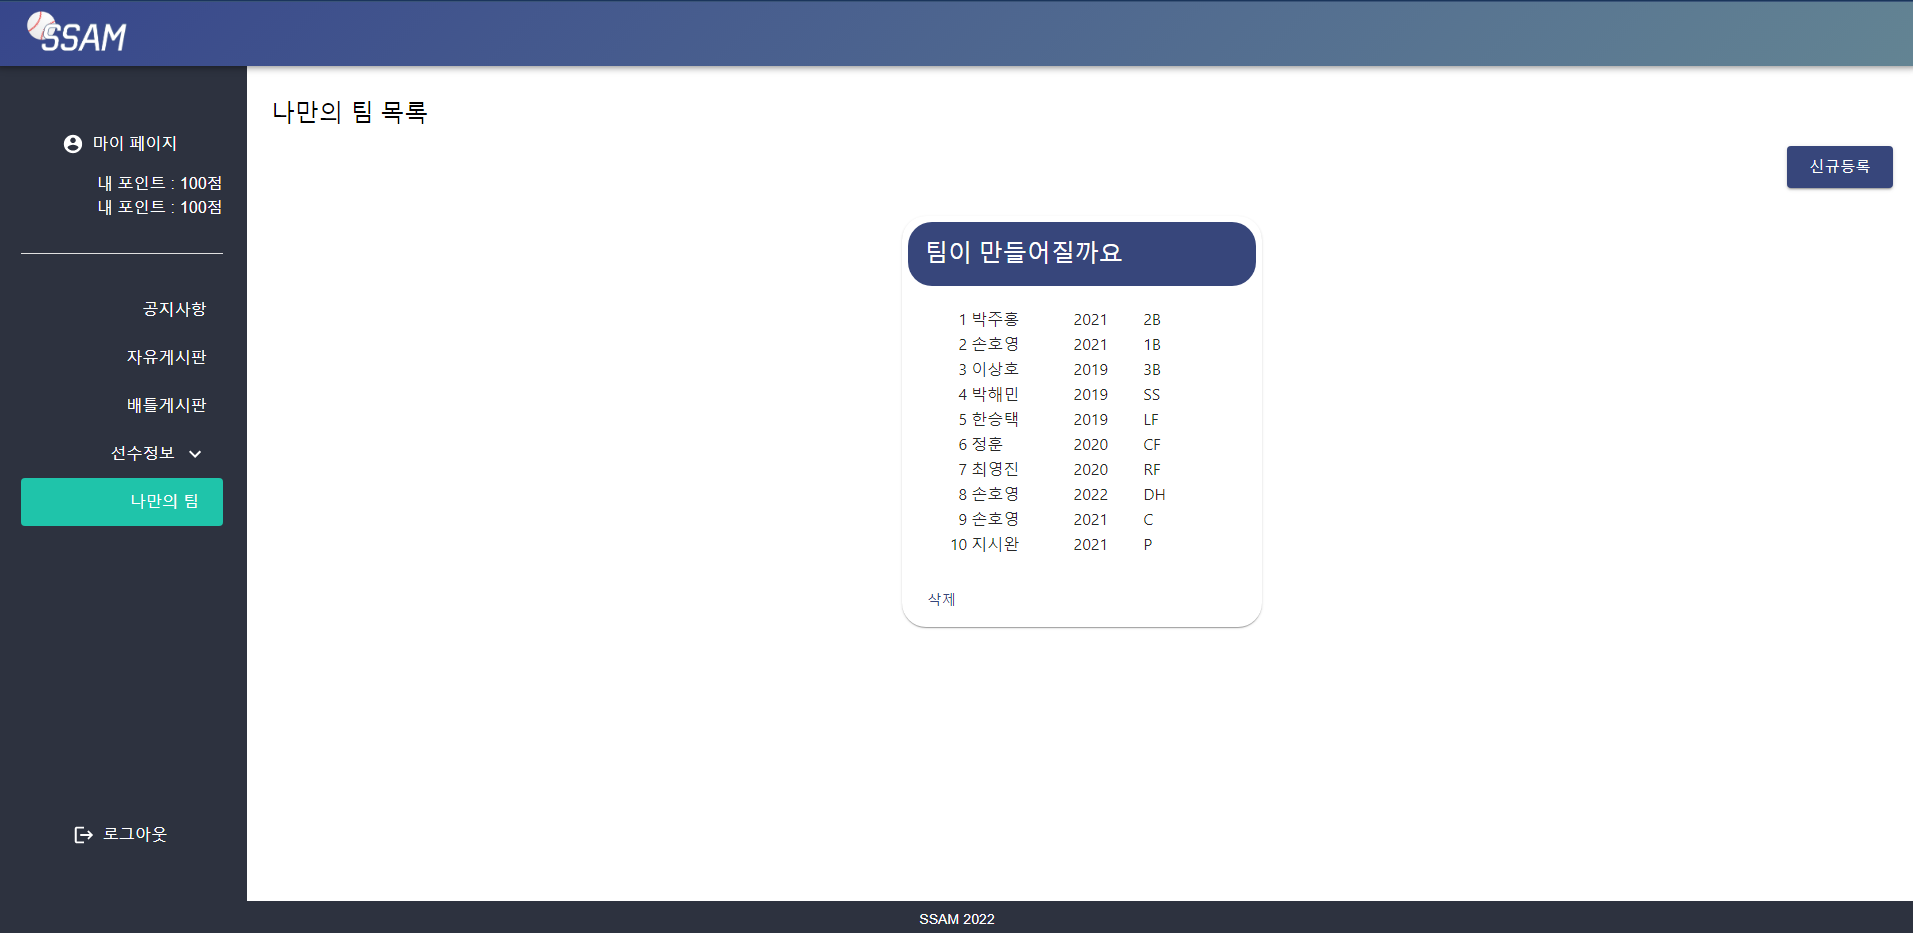 SSAM
마이 페이지
내 포인트 : 100점
내 포인트 : 100점
공지사항
자유게시판
배틀게시판
선수정보
나만의 팀
로그아웃
나만의 팀 목록
신규등록
팀이 만들어질까요
1 박주홍 2021 2B
2 손호영 2021 1B
3 이상호 2019 3B
4 박해민 2019 SS
5 한승택 2019 LF
6 정훈 2020 CF
7 최영진 2020 RF
8 손호영 2022 DH
9 손호영 2021 C
10 지시완 2021 P
삭제
SSAM 2022